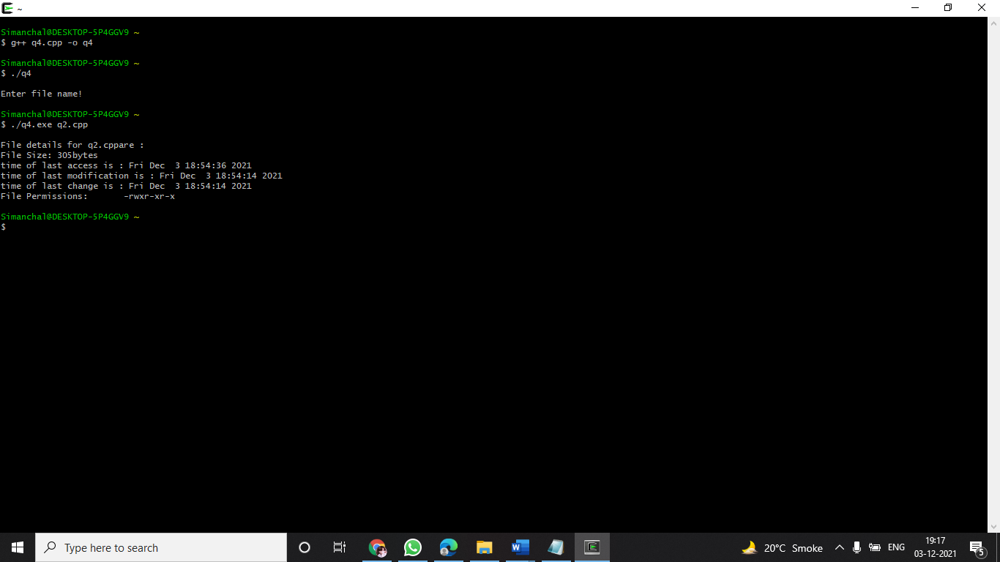 ~
Simanchal@DESKTOP-5P4GGV9 ~
$ g++ q4.cpp -o q4
Simanchal@DESKTOP-5P4GGV9 ~
$ ./q4
Enter file name!
Simanchal@DESKTOP-5P4GGV9 ~
$ ./q4.exe q2.cpp
File details for q2.cppare :
File Size: 305bytes
time of last access is : Fri Dec  3 18:54:36 2021
time of last modification is : Fri Dec  3 18:54:14 2021
time of last change is : Fri Dec  3 18:54:14 2021
File Permissions:       -rwxr-xr-x
Simanchal@DESKTOP-5P4GGV9 ~
$
Type here to search
W
20°C Smoke
ENG
19:17
03-12-2021
5